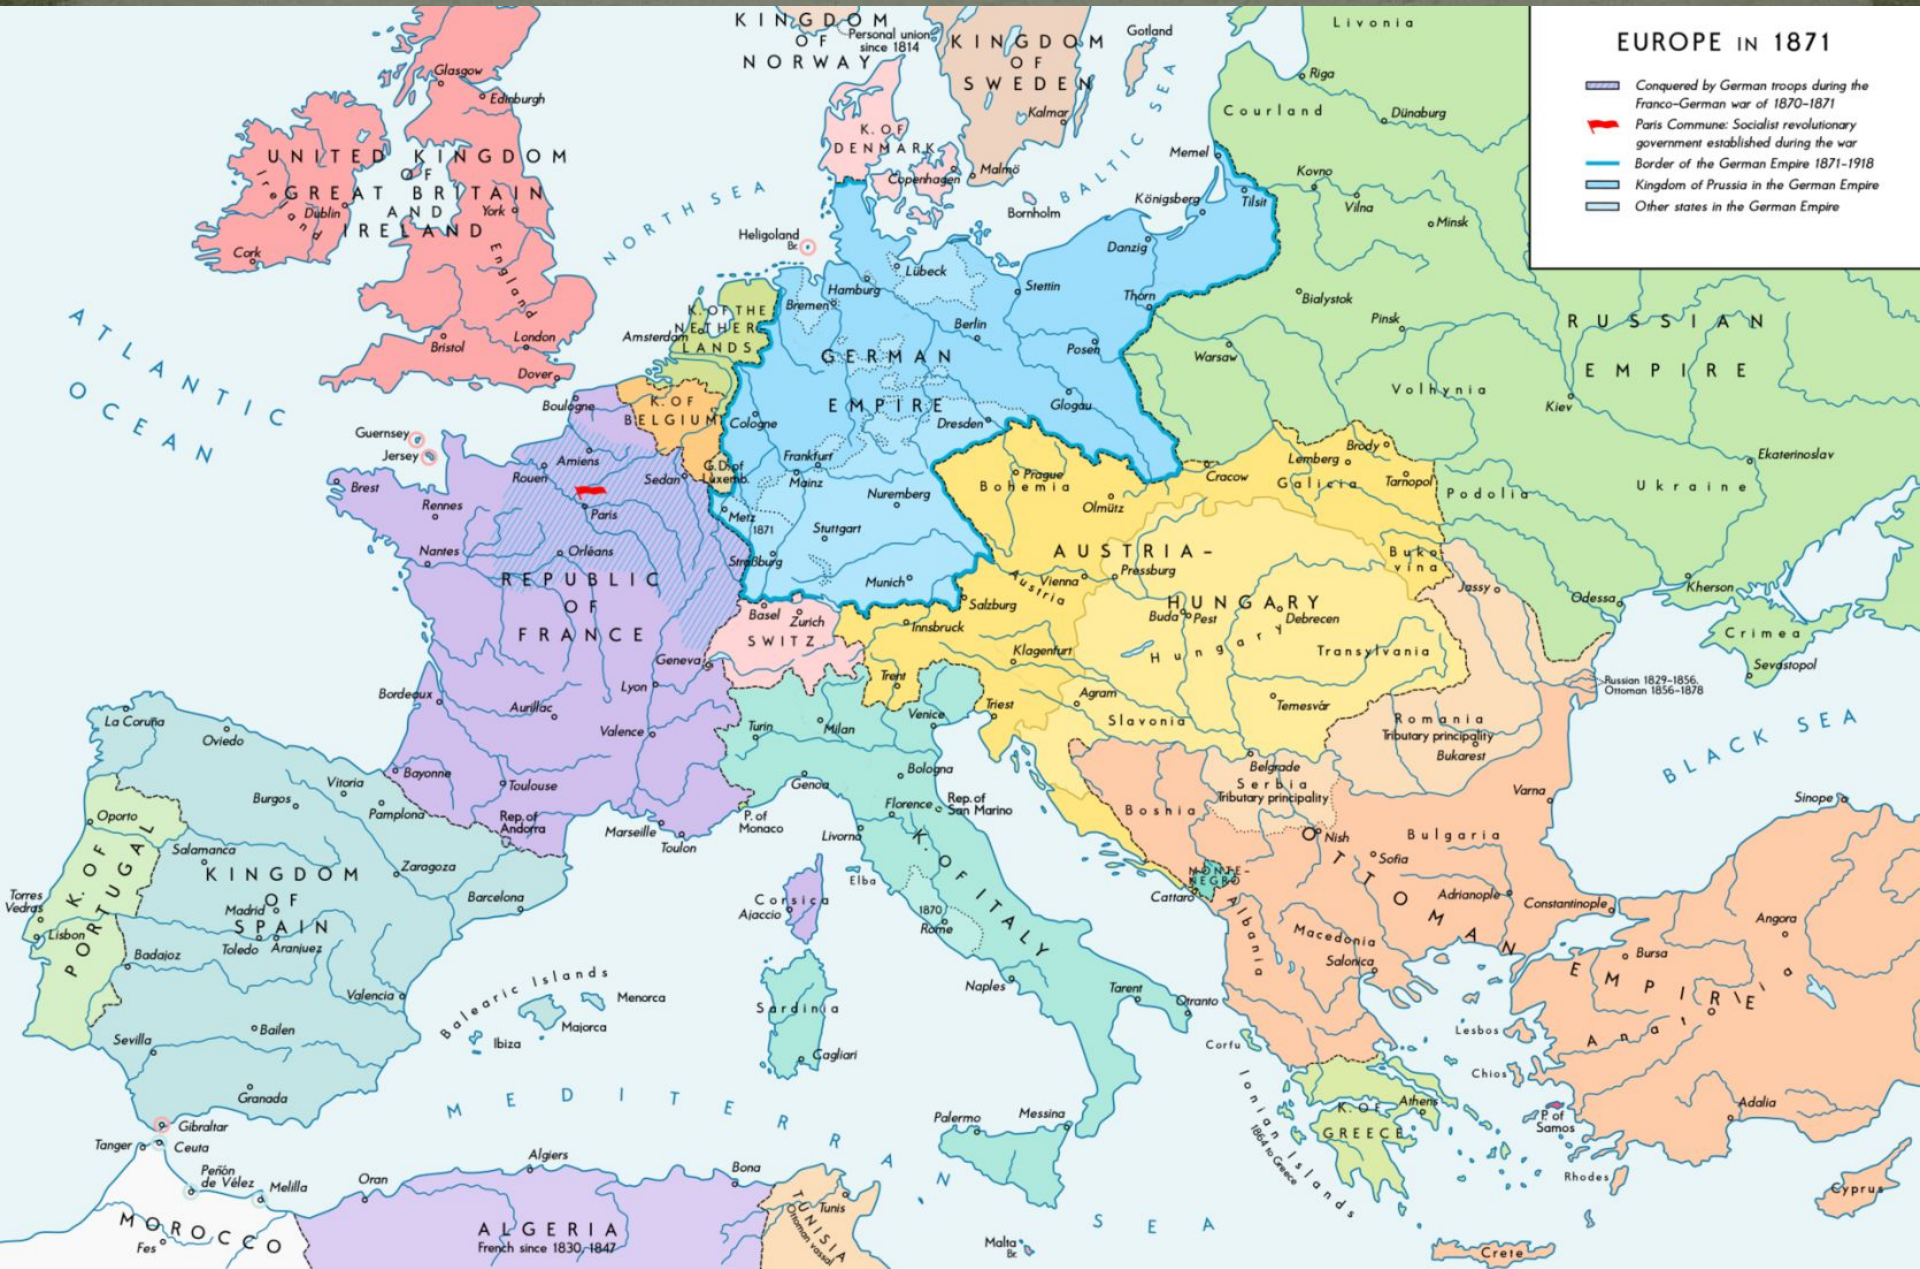 EUROPE IN 1871
Conquered by German troops during the
Franco-German war of 1870-1871
Paris Commune: Socialist revolutionary
government established during the war
Border of the German Empire 1871-1918
Kingdom of Prussia in the German Empire
Other states in the German Empire
KINGDOM
OF
NORWAY
Personal union
since 1814
KINGDOM
OF
SWEDEN
Gotland
Kalmar
Malmö
Livonia
Riga
Courland
Dünaburg
Glasgow
Edinburgh
UNITED KINGDOM
OF
GREAT BRITAIN
AND
IRELAND
Ireland
Dublin
Cork
York
England
Bristol
London
Dover
Guernsey
Jersey
K. OF
DENMARK
Copenhagen
Bornholm
BALTIC SEA
NORTH SEA
Heligoland
Br.
ATLANTIC
OCEAN
Memel
Tilsit
Königsberg
Danzig
Kovno
Vilna
Minsk
Lübeck
Hamburg
Bremen
Stettin
Thorn
Berlin
Posen
GERMAN
EMPIRE
Glogau
Dresden
Cologne
Frankfurt
Mainz
Nuremberg
Metz
1871
Stuttgart
Straßburg
Munich
K. OF THE
NETHER-
LANDS
Amsterdam
K. OF
BELGIUM
G.D. of
Luxemb.
Bialystok
Pinsk
Warsaw
Volhynia
Kiev
RUSSIAN
EMPIRE
Ekaterinoslav
Ukraine
Podolia
Kherson
Odessa
Crimea
Sevastopol
Boulogne
Amiens
Rouen
Sedan
Paris
Brest
Rennes
Nantes
Orléans
REPUBLIC
OF
FRANCE
Geneva
Lyon
Bordeaux
Aurillac
Valence
Bayonne
Toulouse
Rep. of
Andorra
Marseille
Toulon
P. of
Monaco
Corsica
Ajaccio
Basel
Zurich
SWITZ.
Prague
Bohemia
Olmütz
Cracow
Lemberg
Brody
Galicia
Tarnopol
Buko-
vina
AUSTRIA-
HUNGARY
Austria
Vienna
Pressburg
Salzburg
Innsbruck
Klagenfurt
Buda
Pest
Debrecen
Hungary
Transylvania
Trent
Triest
Agram
Slavonia
Temesvár
Jassy
Russian 1829-1856,
Ottoman 1856-1878
Romania
Tributary principality
Bukarest
BLACK SEA
Turin
Milan
Venice
Genoa
Bologna
Florence
Rep. of
San Marino
Livorno
Elba
K. OF ITALY
1870
Rome
Naples
Tarent
Otranto
Sardinia
Cagliari
Palermo
Messina
Malta
Br.
Belgrade
Serbia
Tributary principality
Boshia
MONTE-
NEGRO
Cattaro
Nish
Sofia
Bulgaria
Varna
Adrianople
Constantinople
Albania
Macedonia
Salonica
OTTOMAN
EMPIRE
Sinope
Angora
Bursa
Anatolia
Adalia
Lesbos
Chios
P. of
Samos
Rhodes
Cyprus
Crete
Corfu
Ionian Islands
1864 to Greece
K. OF
GREECE
Athens
La Coruña
Oviedo
Vitoria
Burgos
Pamplona
Oporto
Salamanca
K. OF
PORTUGAL
KINGDOM
OF
SPAIN
Zaragoza
Barcelona
Madrid
Toledo
Aranjuez
Torres
Vedras
Lisbon
Badajoz
Valencia
Bailen
Sevilla
Granada
Balearic Islands
Menorca
Majorca
Ibiza
MEDITERRANEAN
SEA
Gibraltar
Tanger
Ceuta
Peñón
de Vélez
Melilla
MOROCCO
Fes
Oran
Algiers
Bona
ALGERIA
French since 1830, 1847
TUNISIA
Ottoman vassal
Tunis